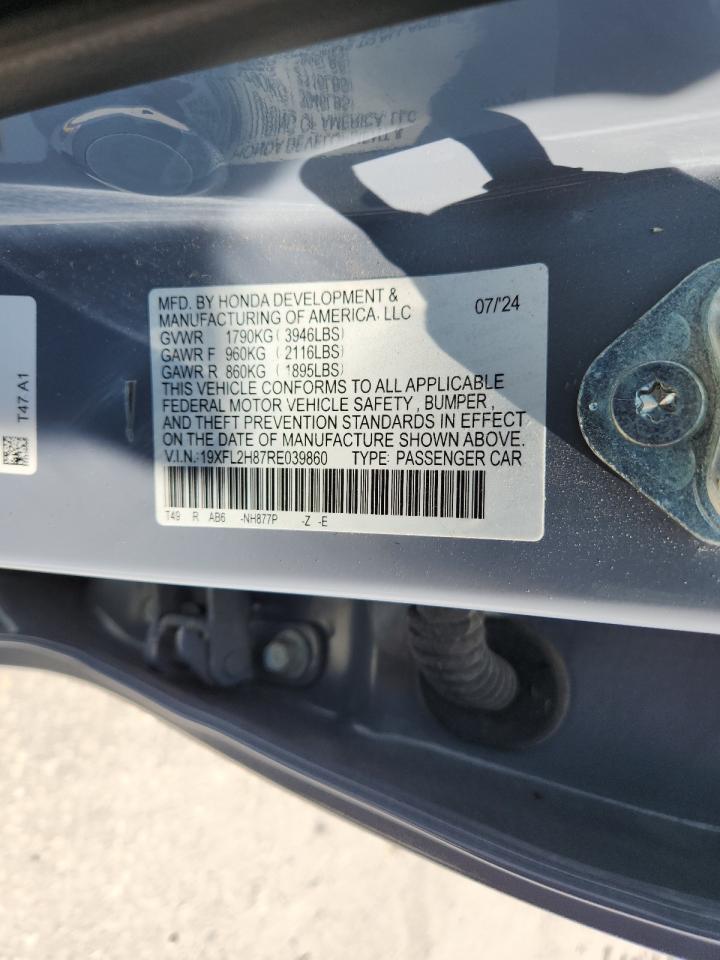 MFD. BY HONDA DEVELOPMENT & 07/'24
MANUFACTURING OF AMERICA, LLC
GVWR 1790KG (3946LBS)
GAWR F 960KG (2116LBS)
GAWR R 860KG (1895LBS)
THIS VEHICLE CONFORMS TO ALL APPLICABLE
FEDERAL MOTOR VEHICLE SAFETY, BUMPER,
AND THEFT PREVENTION STANDARDS IN EFFECT
ON THE DATE OF MANUFACTURE SHOWN ABOVE.
V.I.N.:19XFL2H87RE039860 TYPE: PASSENGER CAR
T49 R AB6 -NH877P -Z -E
T47 A1